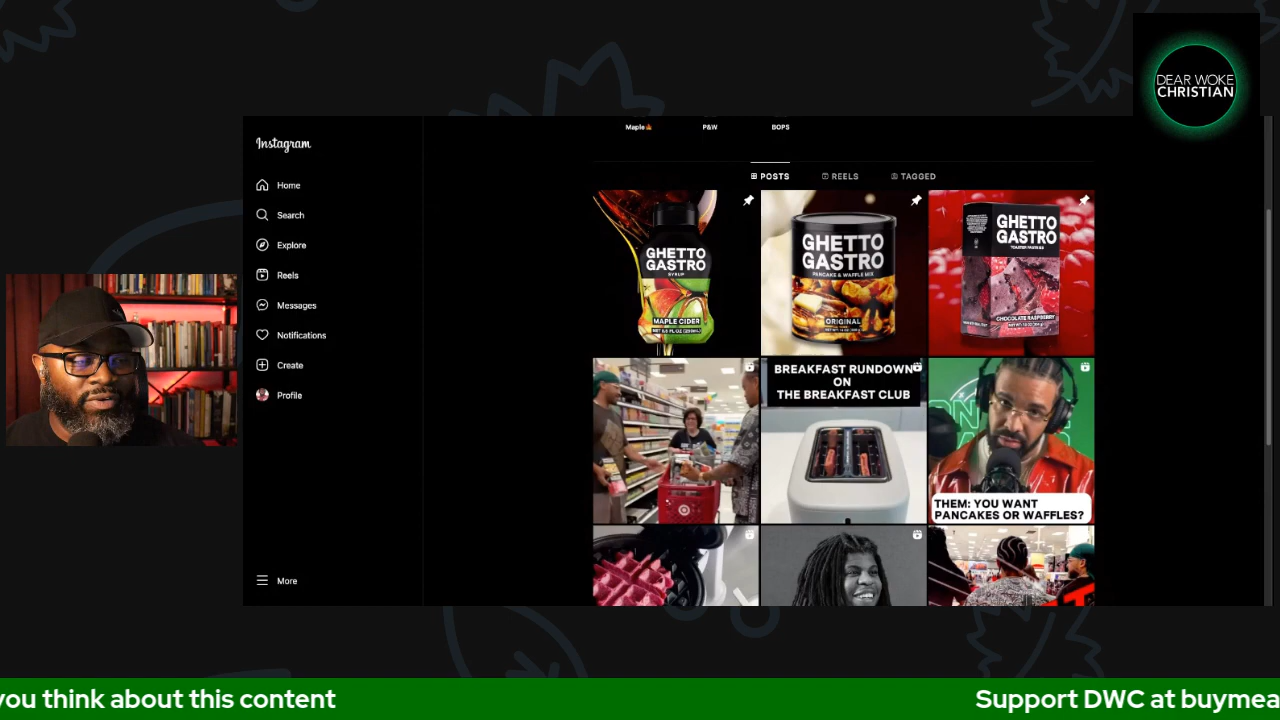 DEAR WOKE
CHRISTIAN
Instagram
Home
Search
Explore
Reels
Messages
Notifications
Create
Profile
More
Maple P&W BOPS
POSTS REELS TAGGED
GHETTO
GASTRO
SYRUP
MAPLE CIDER
GHETTO
GASTRO
PANCAKE & WAFFLE MIX
ORIGINAL
GHETTO
GASTRO
TOASTER PASTRIES
CHOCOLATE RASPBERRY
BREAKFAST RUNDOWN
ON
THE BREAKFAST CLUB
THEM: YOU WANT
PANCAKES OR WAFFLES?
you think about this content
Support DWC at buymea